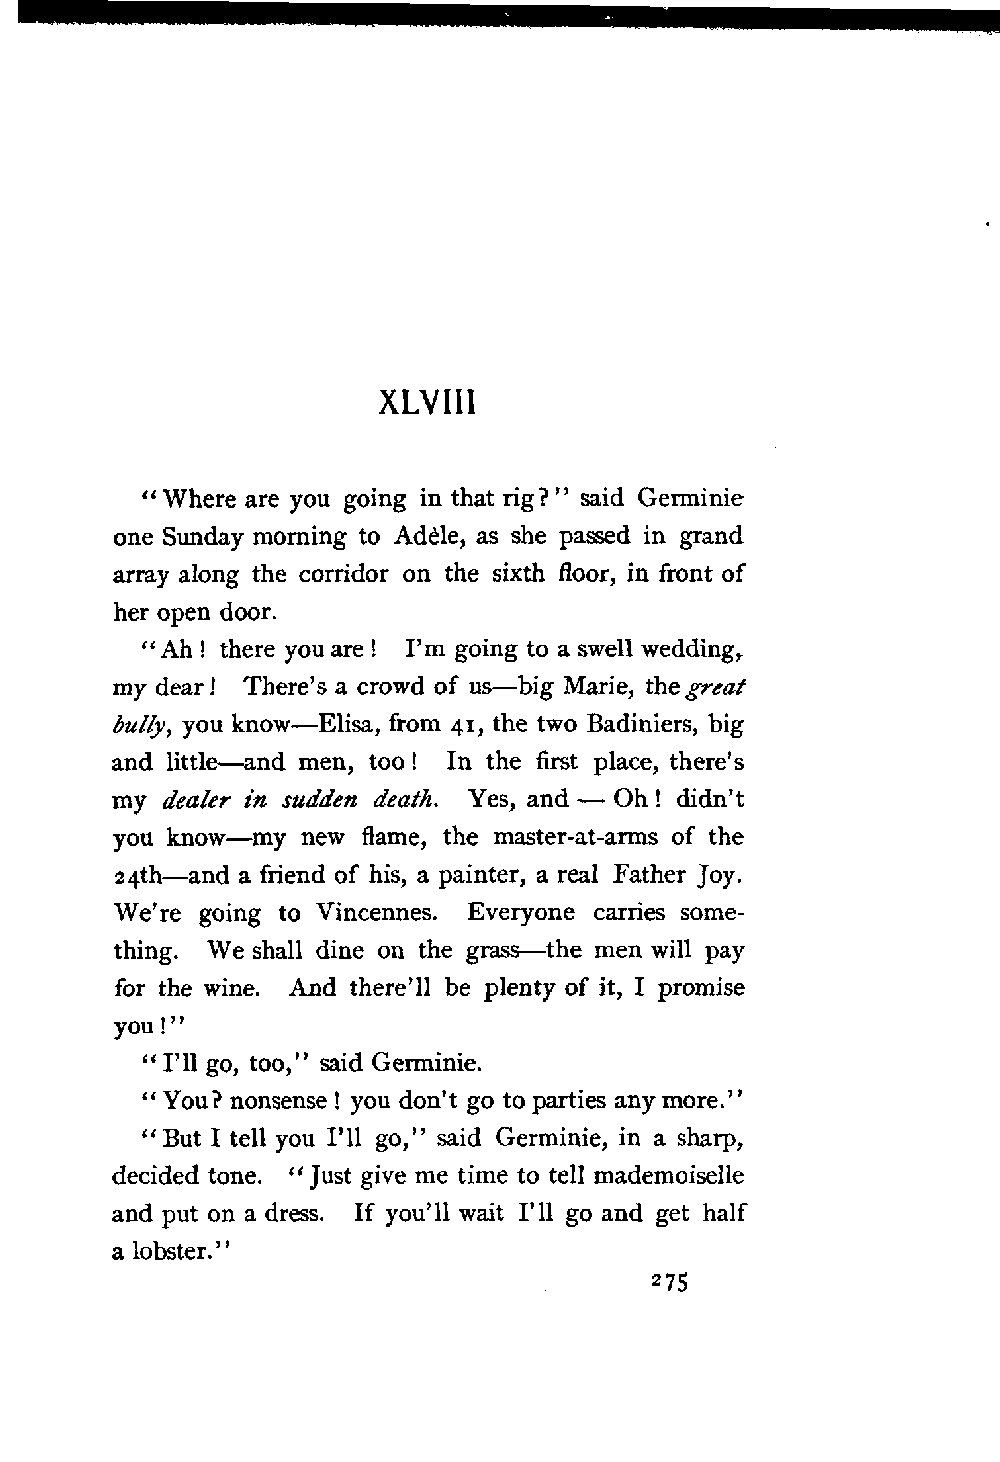 XLVIII
“Where are you going in that rig?” said Germinie
one Sunday morning to Adèle, as she passed in grand
array along the corridor on the sixth floor, in front of
her open door.
“Ah! there you are! I'm going to a swell wedding,
my dear! There's a crowd of us—big Marie, the great
bully, you know—Elisa, from 41, the two Badiniers, big
and little—and men, too! In the first place, there's
my dealer in sudden death. Yes, and — Oh! didn't
you know—my new flame, the master-at-arms of the
24th—and a friend of his, a painter, a real Father Joy.
We're going to Vincennes. Everyone carries some-
thing. We shall dine on the grass—the men will pay
for the wine. And there'll be plenty of it, I promise
you!”
“I'll go, too,” said Germinie.
“You? nonsense! you don't go to parties any more.”
“But I tell you I'll go,” said Germinie, in a sharp,
decided tone. “Just give me time to tell mademoiselle
and put on a dress. If you'll wait I'll go and get half
a lobster.”
275